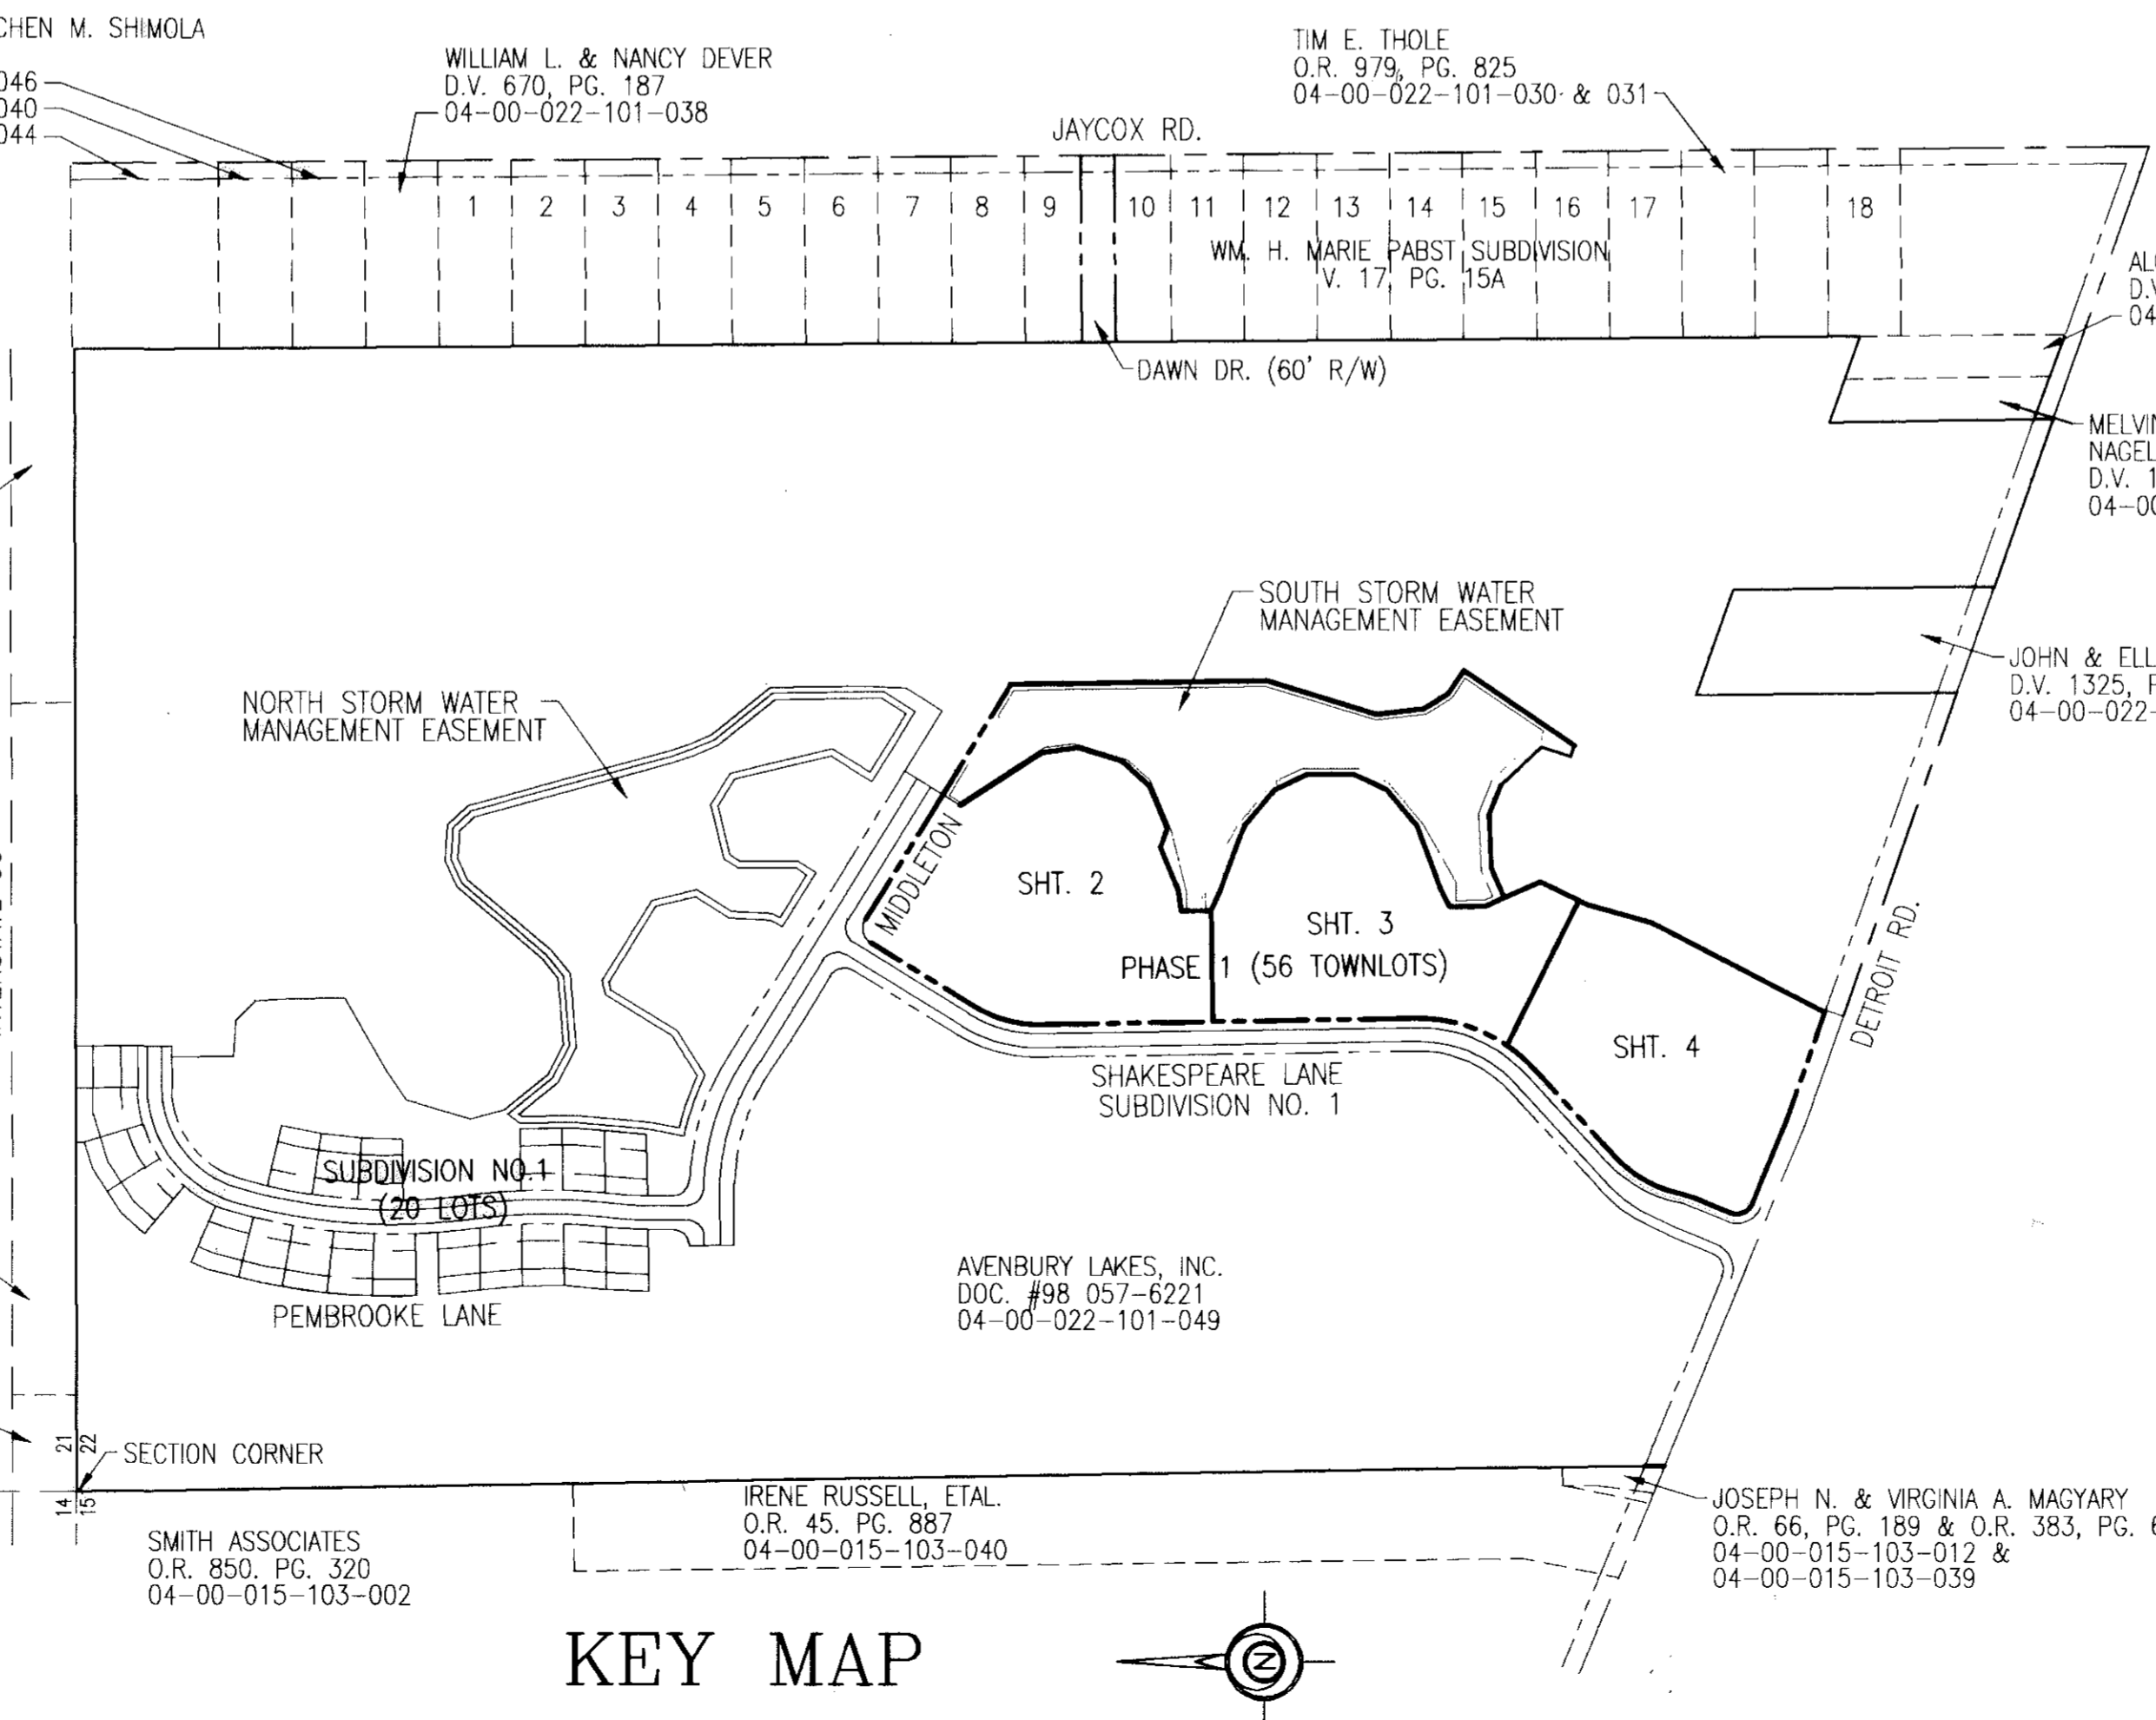 CHEN M. SHIMOLA
046
040
044
WILLIAM L. & NANCY DEVER
D.V. 670, PG. 187
04-00-022-101-038
TIM E. THOLE
O.R. 979, PG. 825
04-00-022-101-030 & 031
JAYCOX RD.
1 2 3 4 5 6 7 8 9 10 11 12 13 14 15 16 17 18
WM. H. MARIE PABST SUBDIVISION
V. 17, PG. 15A
DAWN DR. (60' R/W)
D.V
04
MELVIN
NAGEL
D.V. 1
04-00
SOUTH STORM WATER
MANAGEMENT EASEMENT
JOHN & ELL
D.V. 1325, P
04-00-022-
NORTH STORM WATER
MANAGEMENT EASEMENT
MIDDLETON
SHT. 2
SHT. 3
PHASE 1 (56 TOWNLOTS)
DETROIT RD.
SHT. 4
SHAKESPEARE LANE
SUBDIVISION NO. 1
SUBDIVISION NO.1
(20 LOTS)
PEMBROOKE LANE
AVENBURY LAKES, INC.
DOC. #98 057-6221
04-00-022-101-049
21
22
SECTION CORNER
14
15
SMITH ASSOCIATES
O.R. 850. PG. 320
04-00-015-103-002
IRENE RUSSELL, ETAL.
O.R. 45. PG. 887
04-00-015-103-040
JOSEPH N. & VIRGINIA A. MAGYARY
O.R. 66, PG. 189 & O.R. 383, PG. 6
04-00-015-103-012 &
04-00-015-103-039
KEY MAP
N